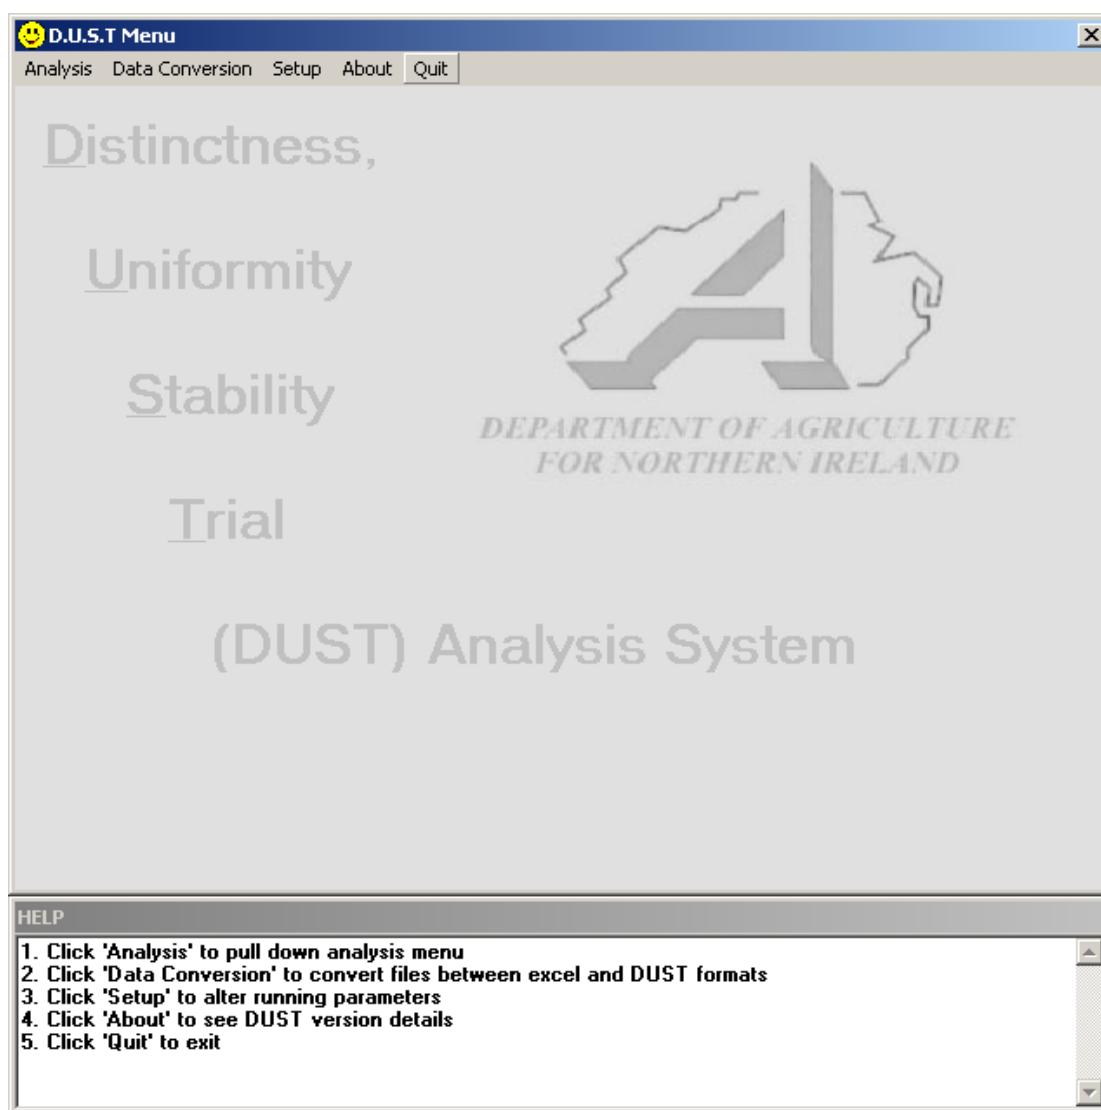 D.U.S.T Menu
Analysis Data Conversion Setup About Quit
Distinctness,
Uniformity
Stability
Trial
(DUST) Analysis System
DEPARTMENT OF AGRICULTURE
FOR NORTHERN IRELAND
HELP
1. Click 'Analysis' to pull down analysis menu
2. Click 'Data Conversion' to convert files between excel and DUST formats
3. Click 'Setup' to alter running parameters
4. Click 'About' to see DUST version details
5. Click 'Quit' to exit